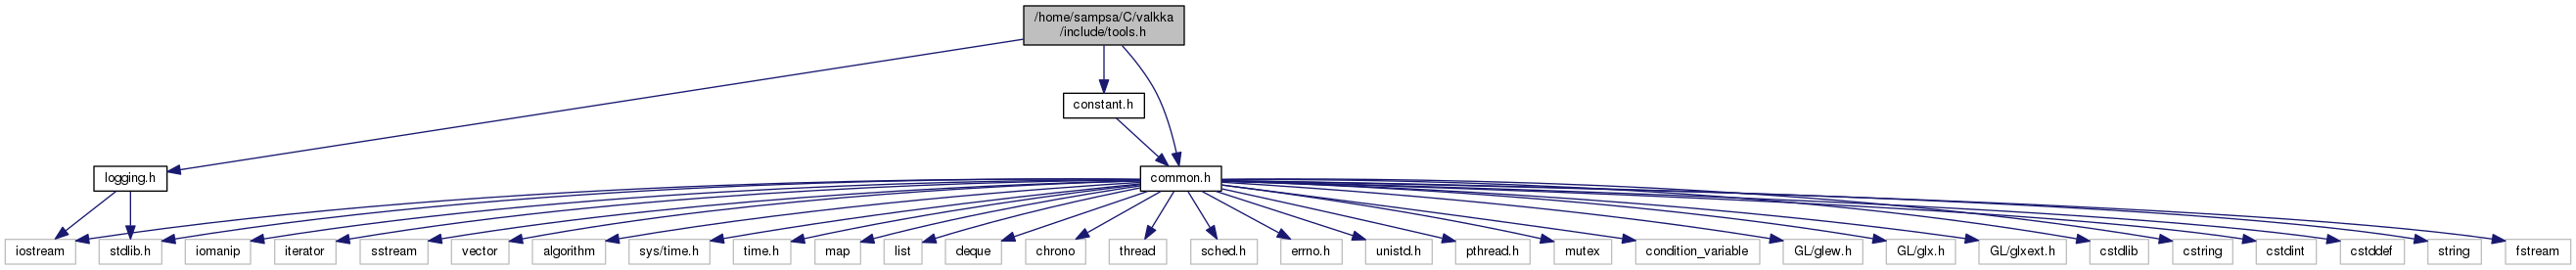 /home/sampsa/C/valkka
/include/tools.h
constant.h
logging.h
common.h
iostream
stdlib.h
iomanip
iterator
sstream
vector
algorithm
sys/time.h
time.h
map
list
deque
chrono
thread
sched.h
errno.h
unistd.h
pthread.h
mutex
condition_variable
GL/glew.h
GL/glx.h
GL/glxext.h
cstdlib
cstring
cstdint
cstddef
string
fstream